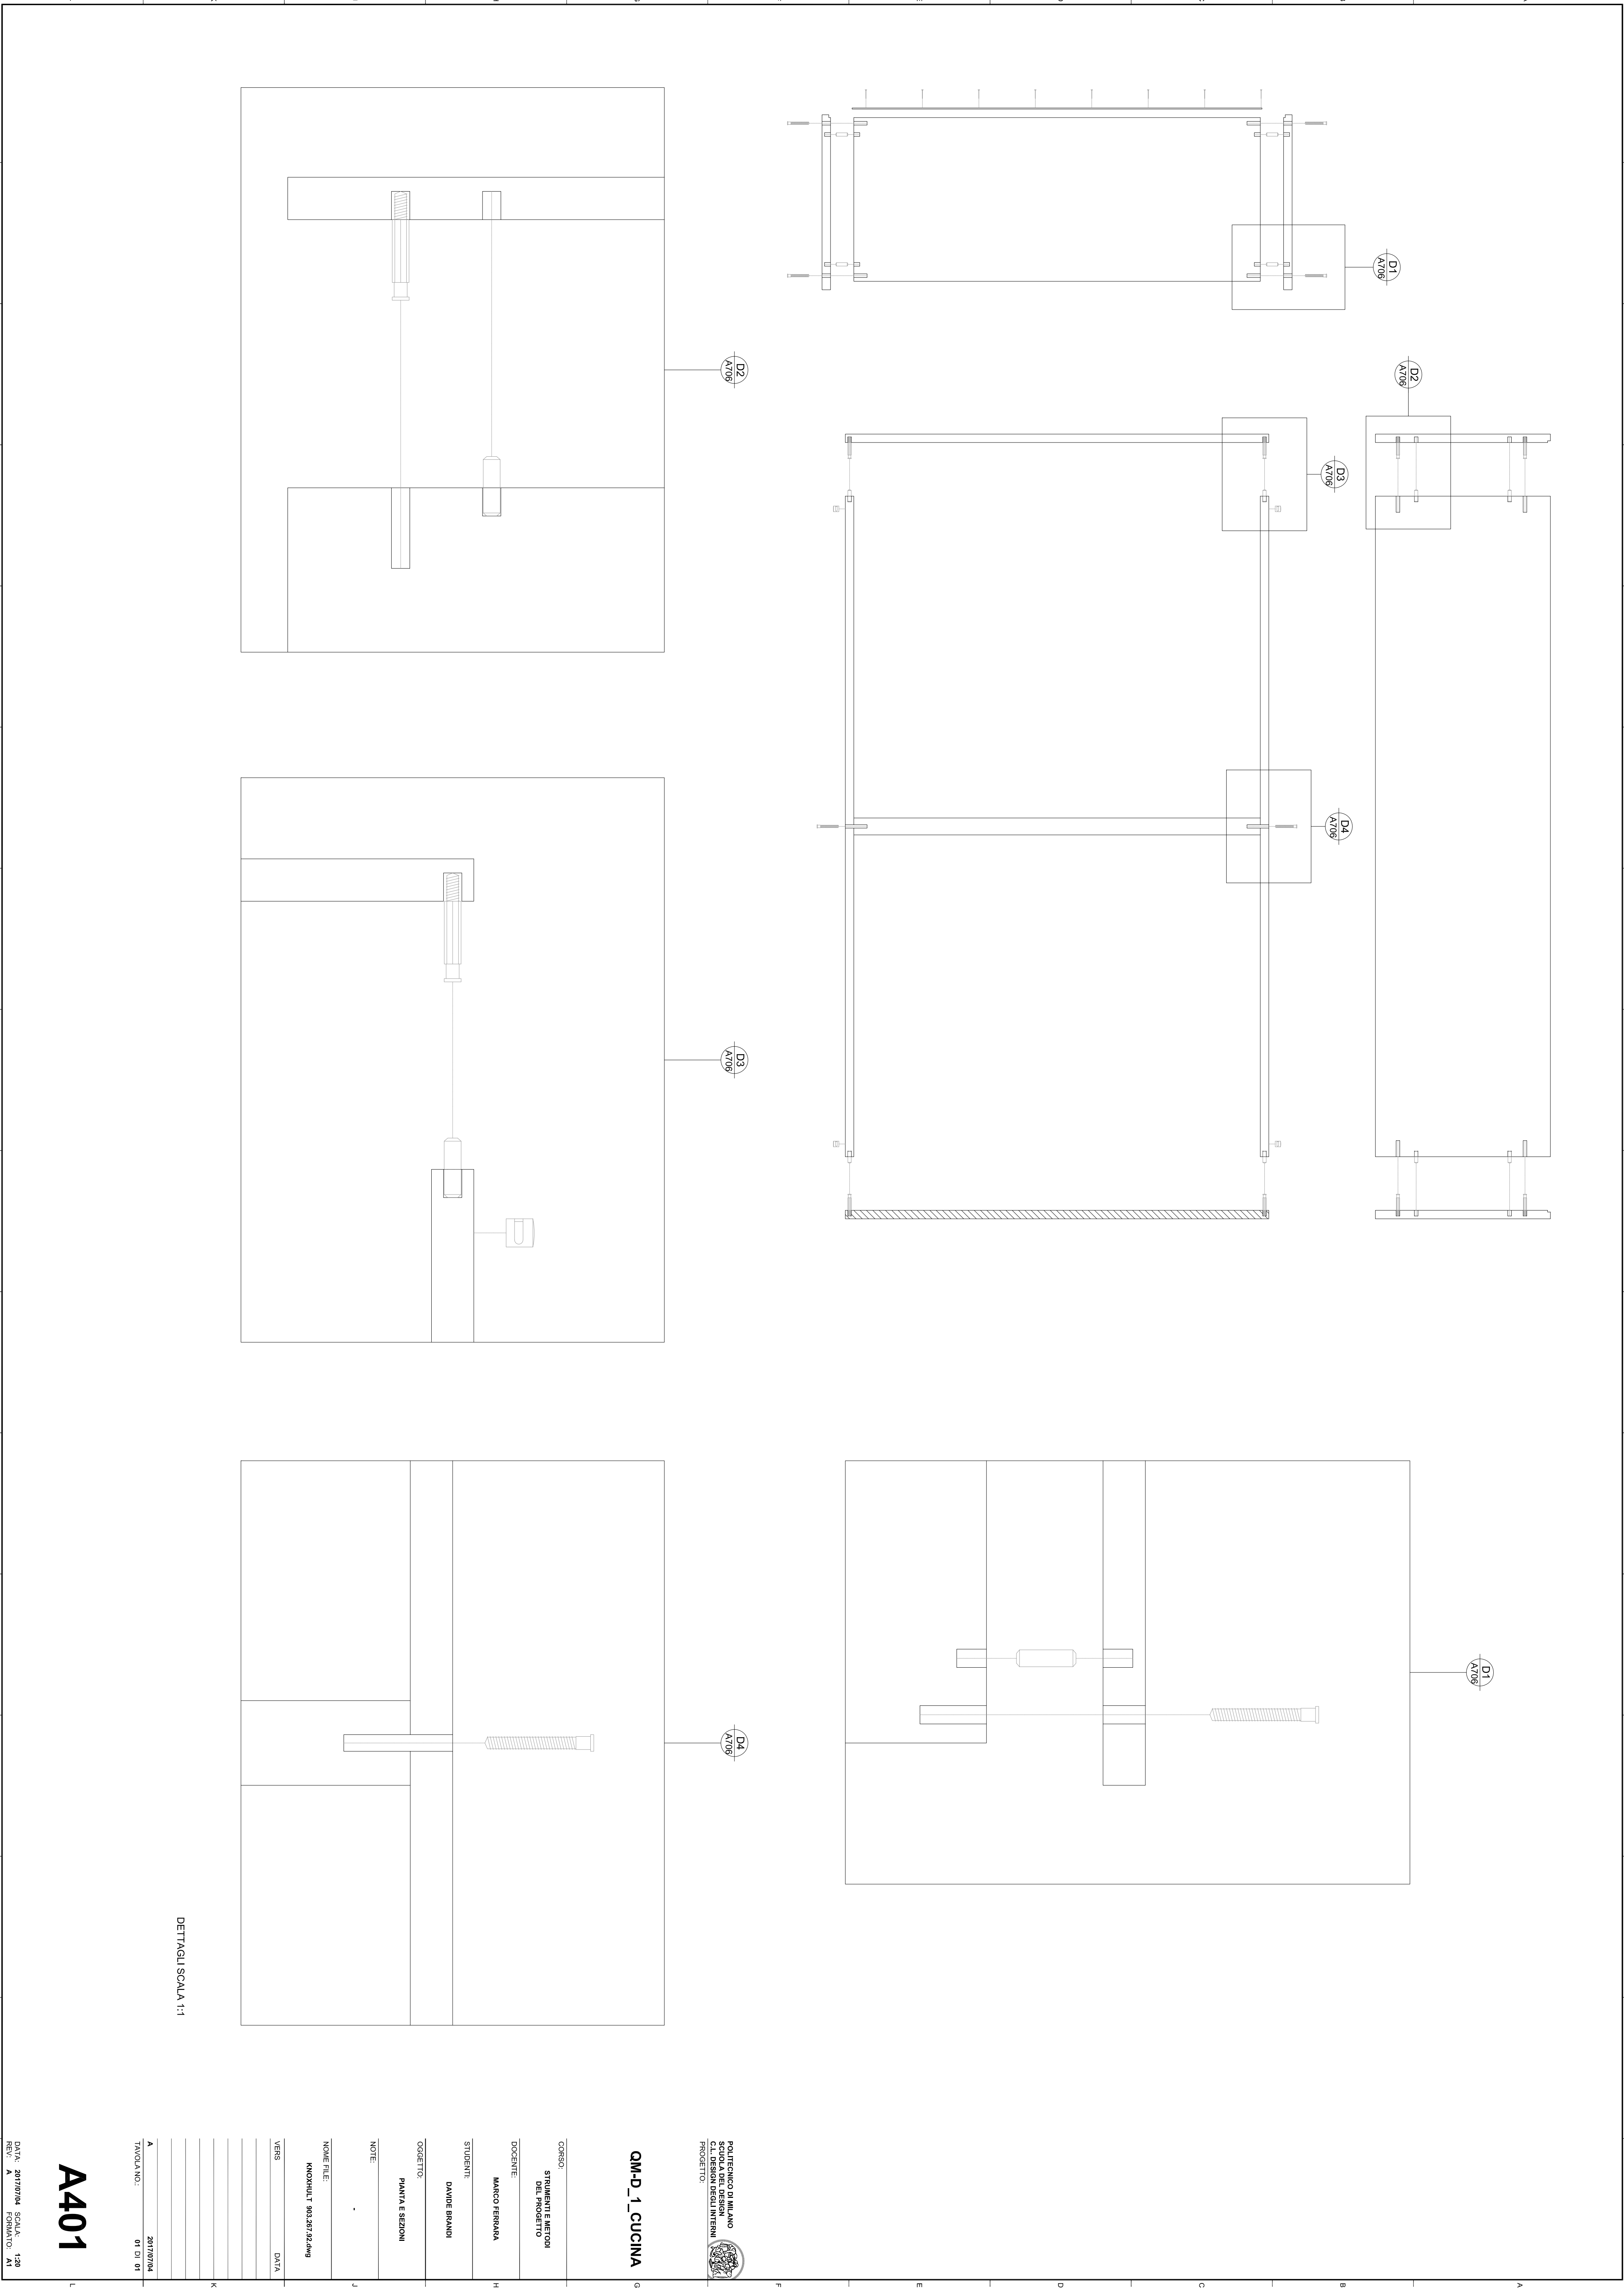 A
B
C
D
E
F
G
H
J
K
L
D1
A706
D2
A706
D3
A706
D4
A706
D1
A706
D2
A706
D3
A706
D4
A706
DETTAGLI SCALA 1:1
POLITECNICO DI MILANO
SCUOLA DEL DESIGN
C.L. DESIGN DEGLI INTERNI
PROGETTO:
QM-D_1_CUCINA
CORSO:
STRUMENTI E METODI
DEL PROGETTO
DOCENTE:
MARCO FERRARA
STUDENTI:
DAVIDE BRANDI
OGGETTO:
PIANTA E SEZIONI
NOTE:
-
NOME FILE:
KNOXHULT 903.267.92.dwg
VERS DATA
A 2017/07/04
TAVOLA NO.: 01 DI 01
A401
DATA: 2017/07/04 SCALA: 1:20
REV: A FORMATO: A1